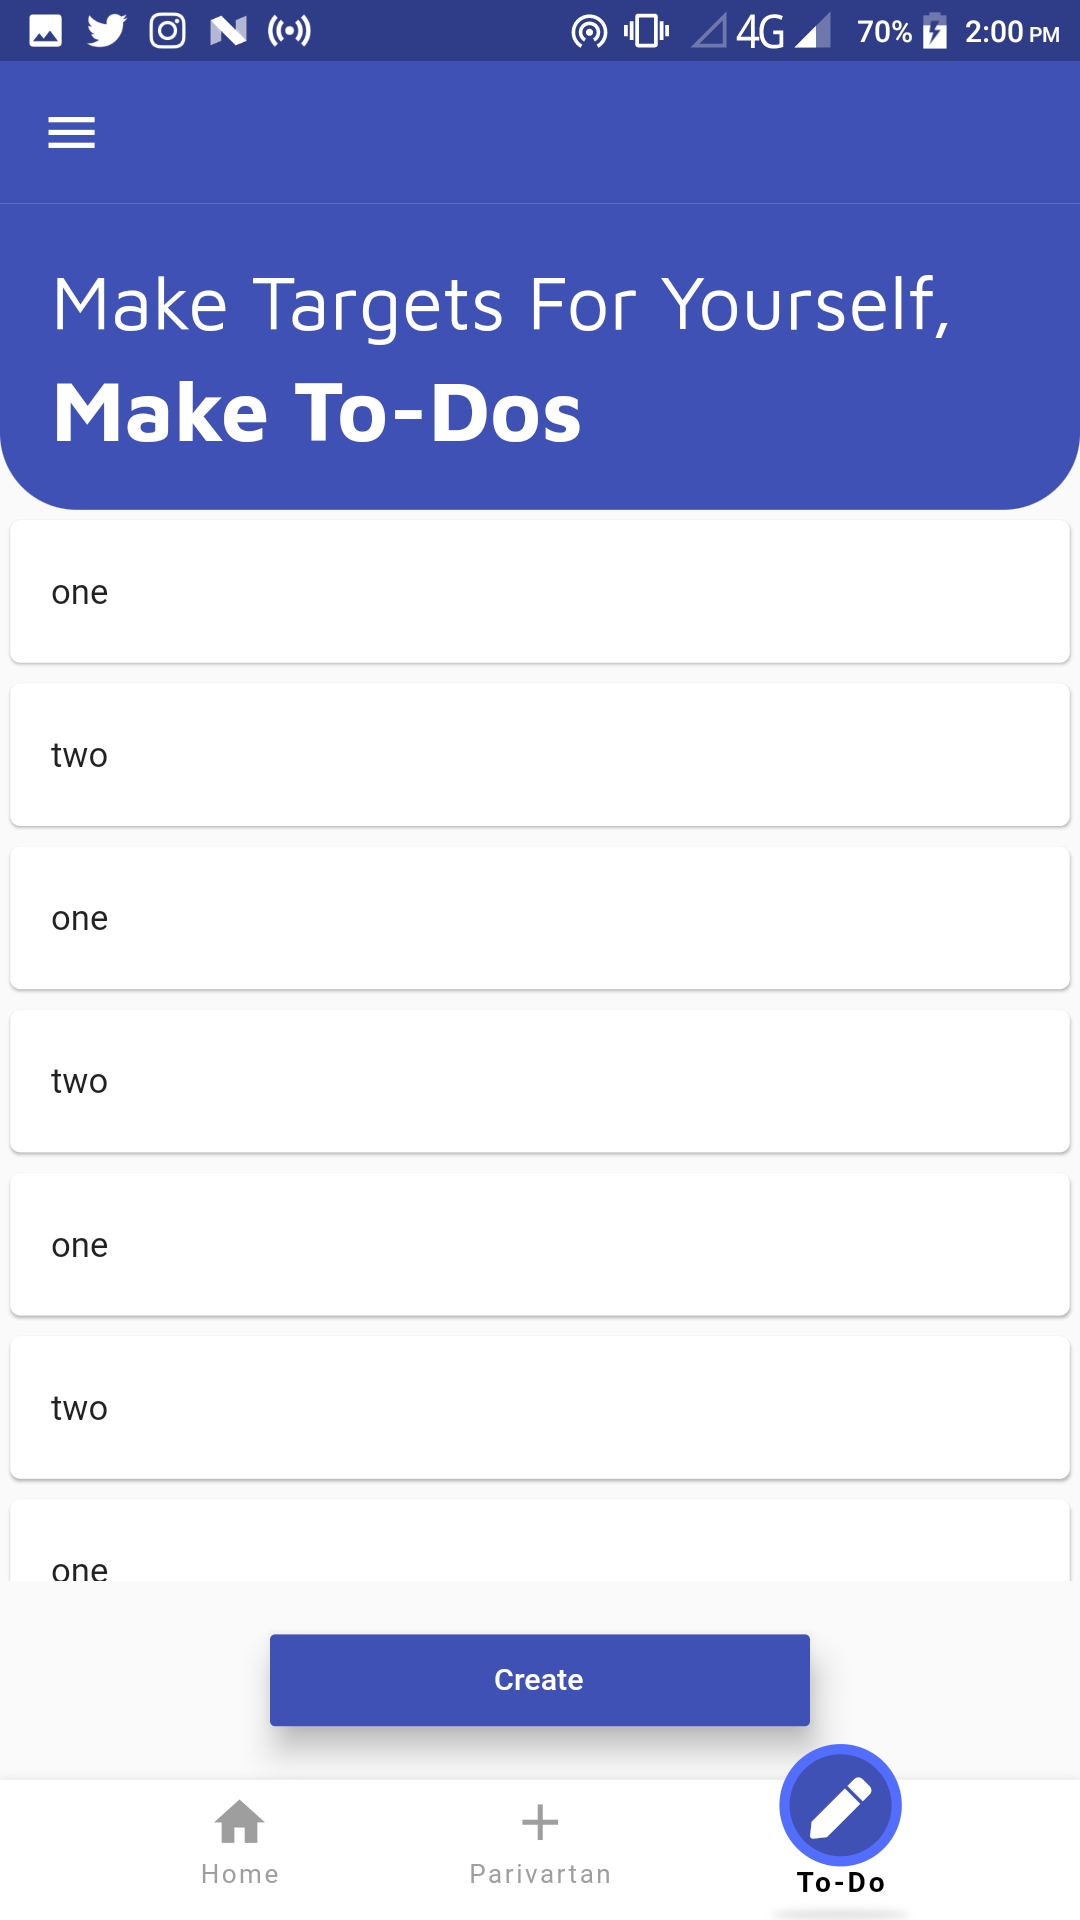 4G 70% 2:00 PM
Make Targets For Yourself,
Make To-Dos
one
two
one
two
one
two
one
Create
Home Parivartan To-Do